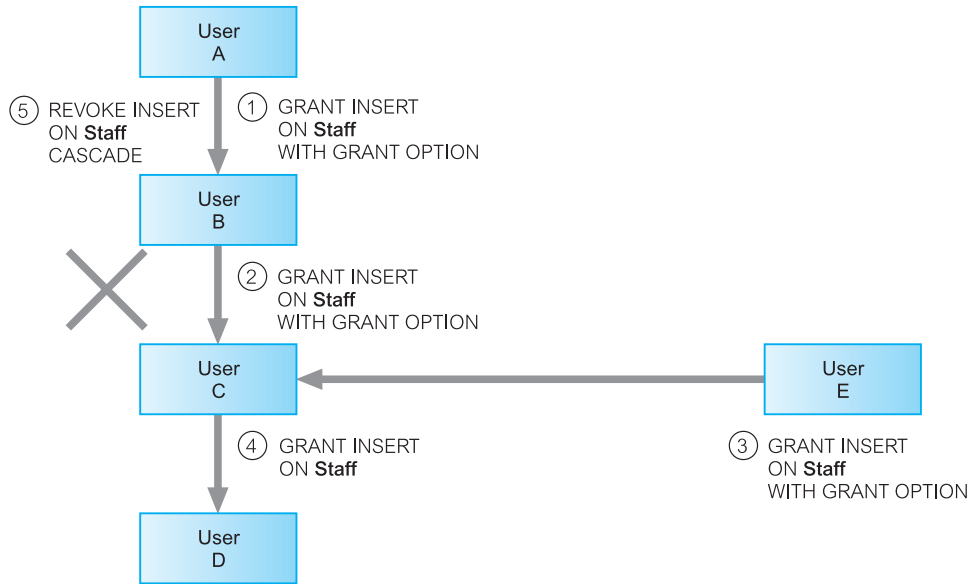 User
A
5 REVOKE INSERT
ON Staff
CASCADE
1 GRANT INSERT
ON Staff
WITH GRANT OPTION
User
B
2 GRANT INSERT
ON Staff
WITH GRANT OPTION
User
C
User
E
4 GRANT INSERT
ON Staff
3 GRANT INSERT
ON Staff
WITH GRANT OPTION
User
D